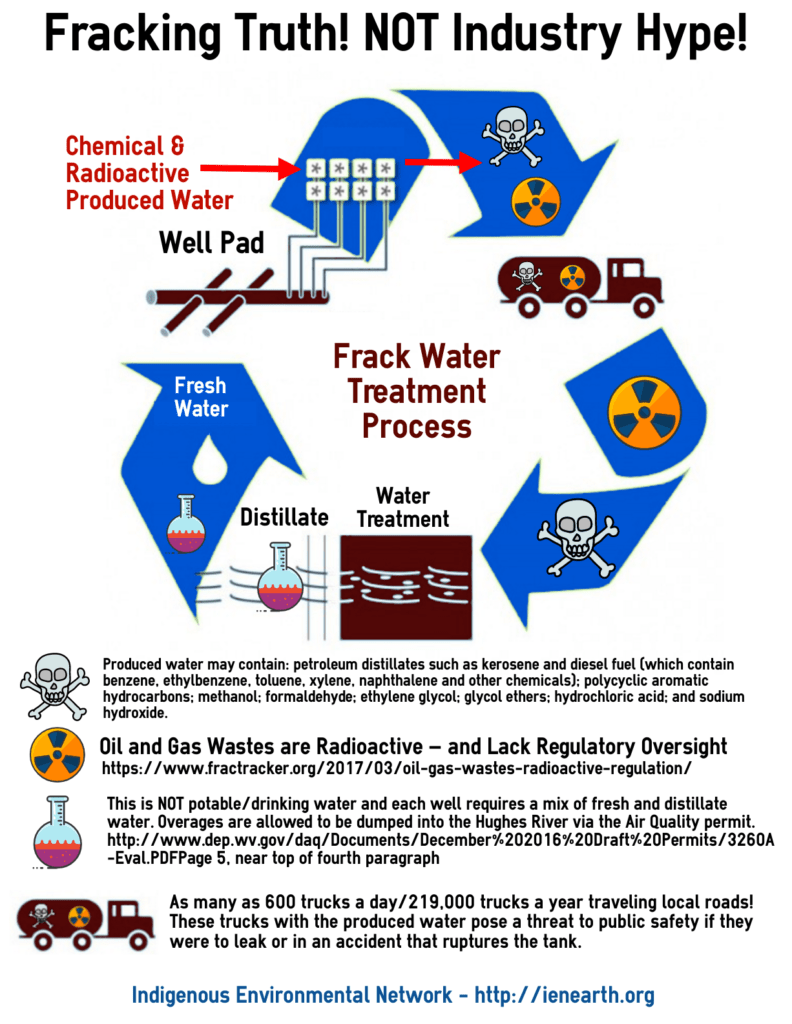 Fracking Truth! NOT Industry Hype!
Chemical &
Radioactive
Produced Water
Well Pad
Frack Water
Treatment
Process
Fresh
Water
Distillate
Water
Treatment
Produced water may contain: petroleum distillates such as kerosene and diesel fuel (which contain
benzene, ethylbenzene, toluene, xylene, naphthalene and other chemicals); polycyclic aromatic
hydrocarbons; methanol; formaldehyde; ethylene glycol; glycol ethers; hydrochloric acid; and sodium
hydroxide.
Oil and Gas Wastes are Radioactive – and Lack Regulatory Oversight
https://www.fractracker.org/2017/03/oil-gas-wastes-radioactive-regulation/
This is NOT potable/drinking water and each well requires a mix of fresh and distillate
water. Overages are allowed to be dumped into the Hughes River via the Air Quality permit.
http://www.dep.wv.gov/daq/Documents/December%202016%20Draft%20Permits/3260A
-Eval.PDFPage 5, near top of fourth paragraph
As many as 600 trucks a day/219,000 trucks a year traveling local roads!
These trucks with the produced water pose a threat to public safety if they
were to leak or in an accident that ruptures the tank.
Indigenous Environmental Network - http://ienearth.org